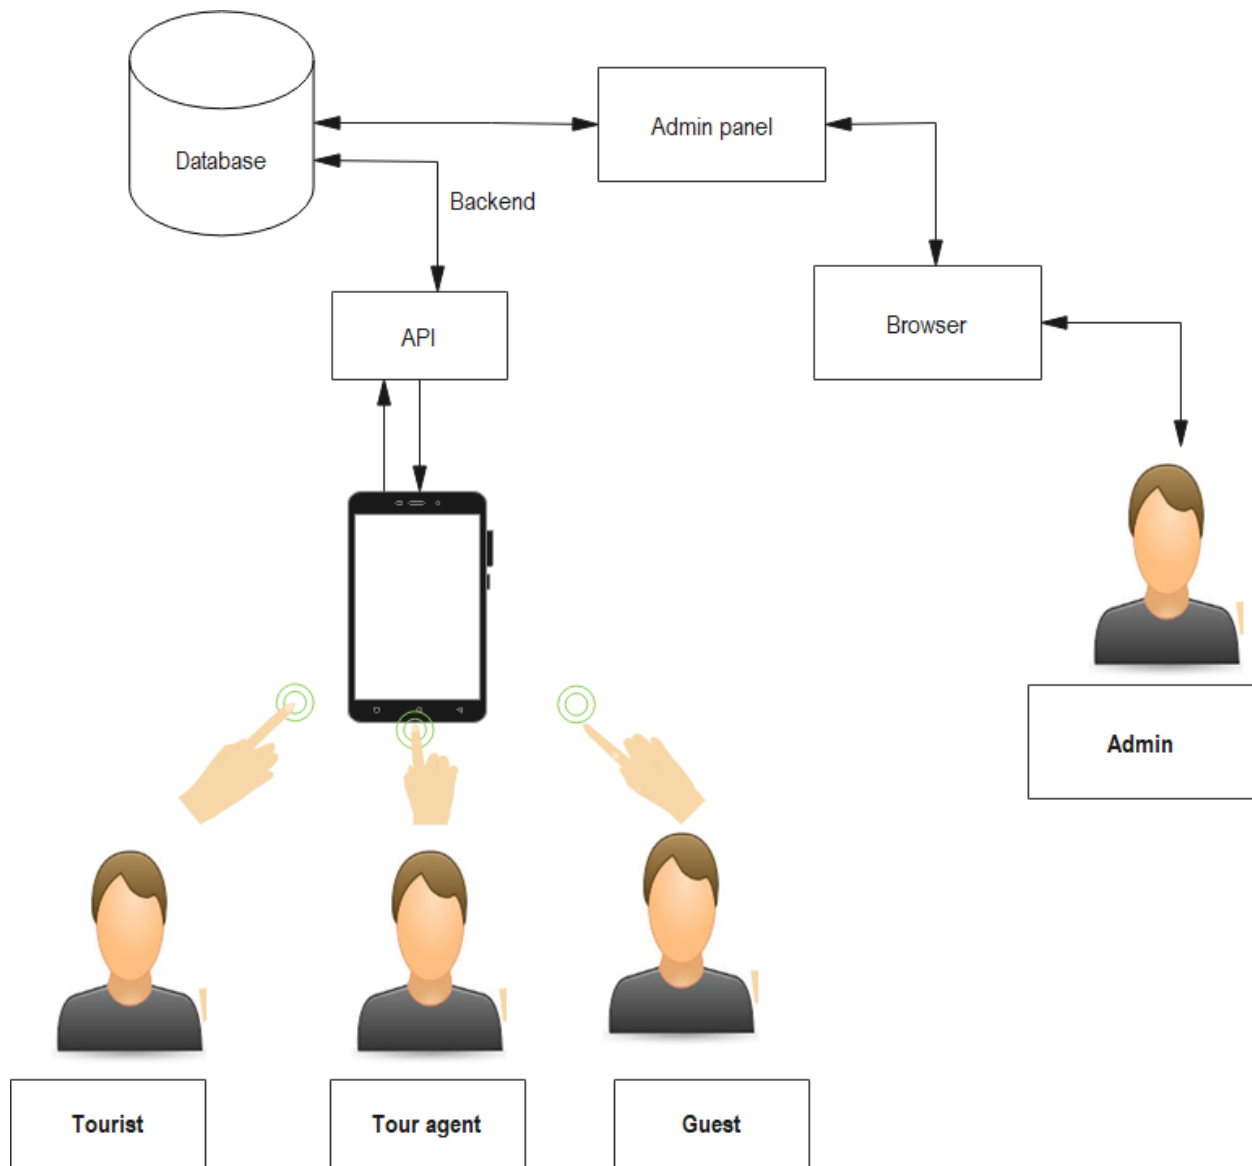 Admin panel
Database
Backend
Browser
API
Admin
Tourist
Tour agent
Guest